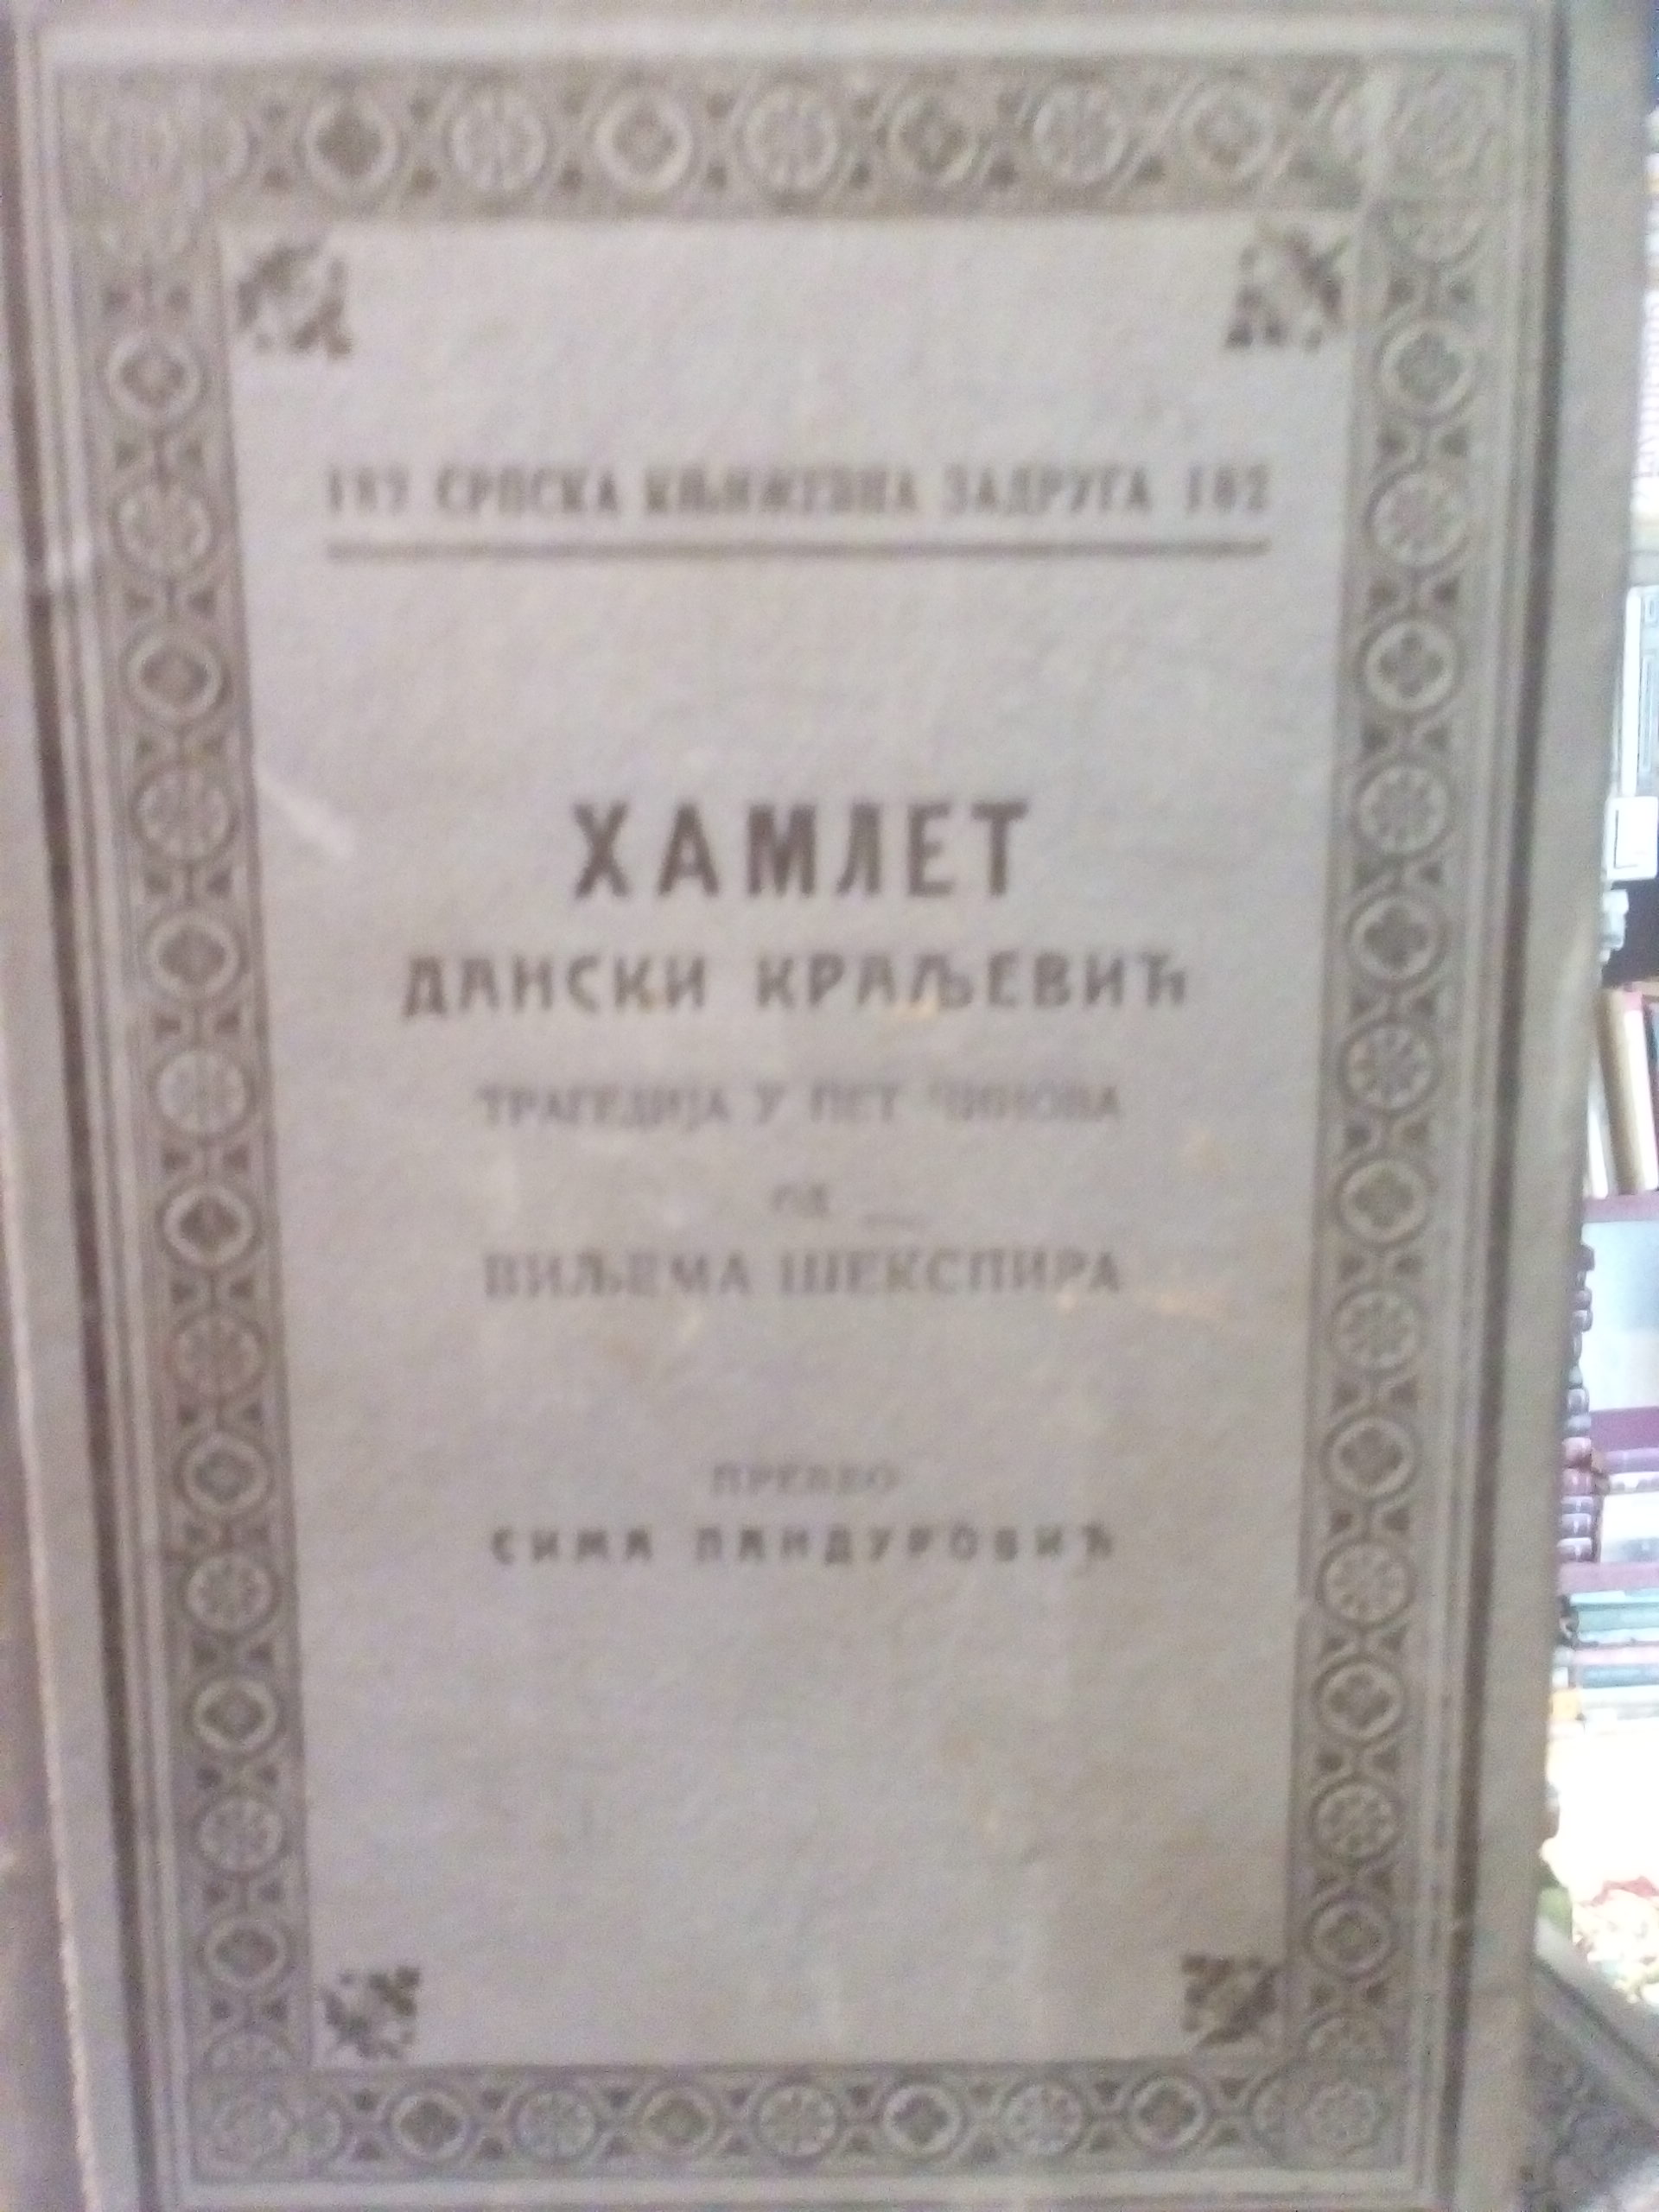 182 СРПСКА КЊИЖЕВНА ЗАДРУГА 182
ХАМЛЕТ
ДАНСКИ КРАЉЕВИЋ
ТРАГЕДИЈА У ПЕТ ЧИНОВА
ОД
ВИЉЕМА ШЕКСПИРА
ПРЕВЕО
СИМА ПАНДУРОВИЋ